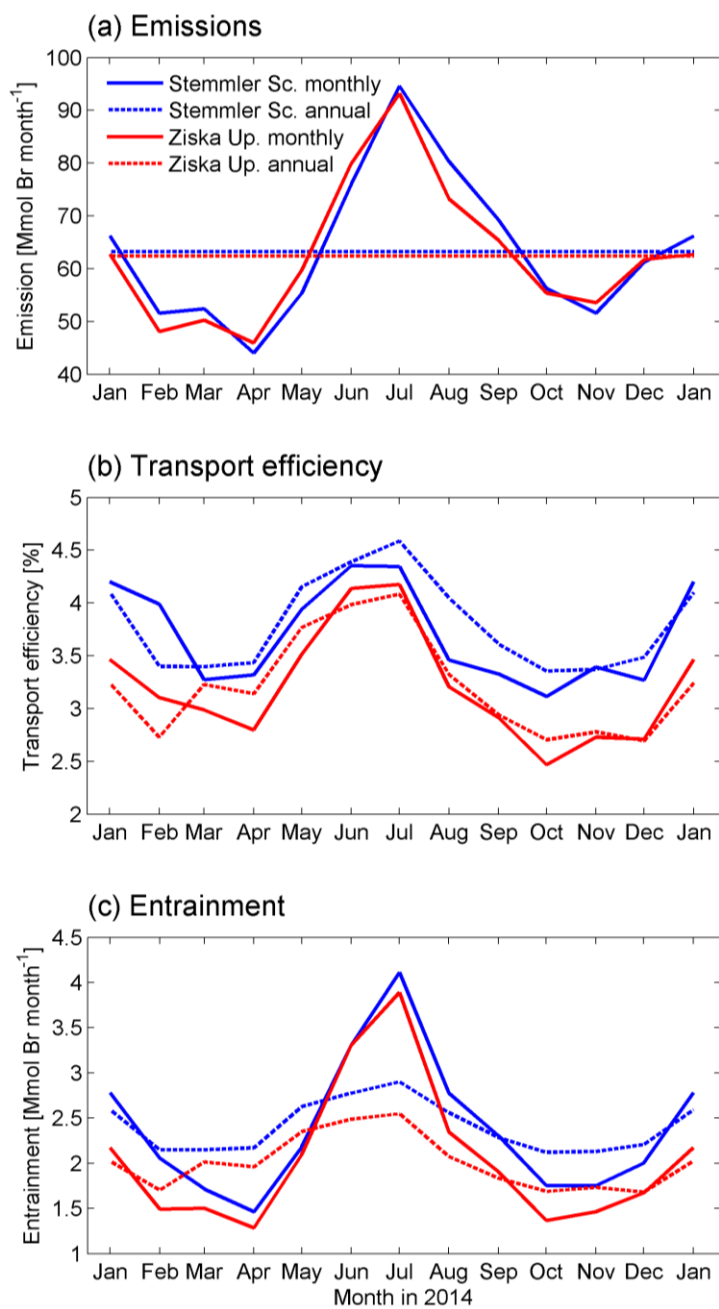 (a) Emissions
Emission [Mmol Br month⁻¹]
100
90
80
70
60
50
40
Stemmler Sc. monthly
Stemmler Sc. annual
Ziska Up. monthly
Ziska Up. annual
Jan Feb Mar Apr May Jun Jul Aug Sep Oct Nov Dec Jan
(b) Transport efficiency
Transport efficiency [%]
5
4.5
4
3.5
3
2.5
2
Jan Feb Mar Apr May Jun Jul Aug Sep Oct Nov Dec Jan
(c) Entrainment
Entrainment [Mmol Br month⁻¹]
4.5
4
3.5
3
2.5
2
1.5
1
Jan Feb Mar Apr May Jun Jul Aug Sep Oct Nov Dec Jan
Month in 2014